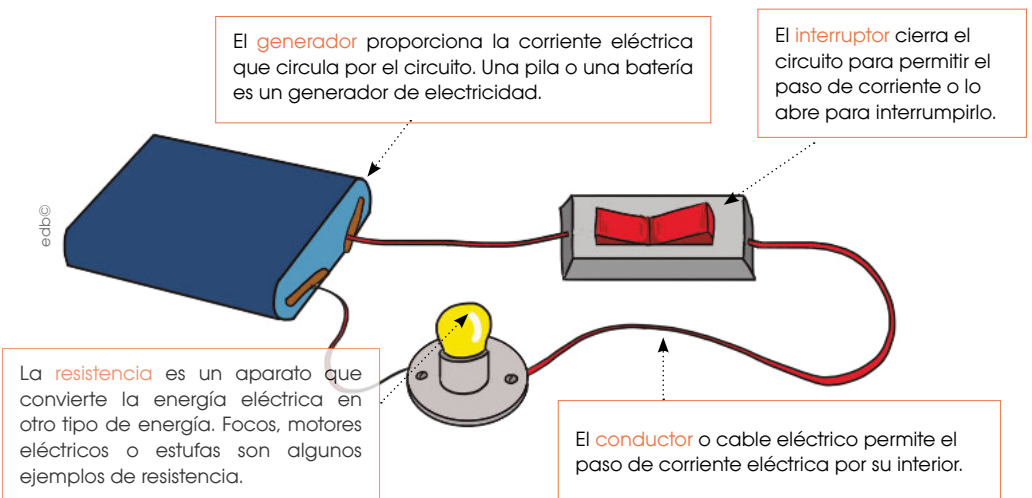 El generador proporciona la corriente eléctrica
que circula por el circuito. Una pila o una batería
es un generador de electricidad.
El interruptor cierra el
circuito para permitir el
paso de corriente o lo
abre para interrumpirlo.
edb©
La resistencia es un aparato que
convierte la energía eléctrica en
otro tipo de energía. Focos, motores
eléctricos o estufas son algunos
ejemplos de resistencia.
El conductor o cable eléctrico permite el
paso de corriente eléctrica por su interior.